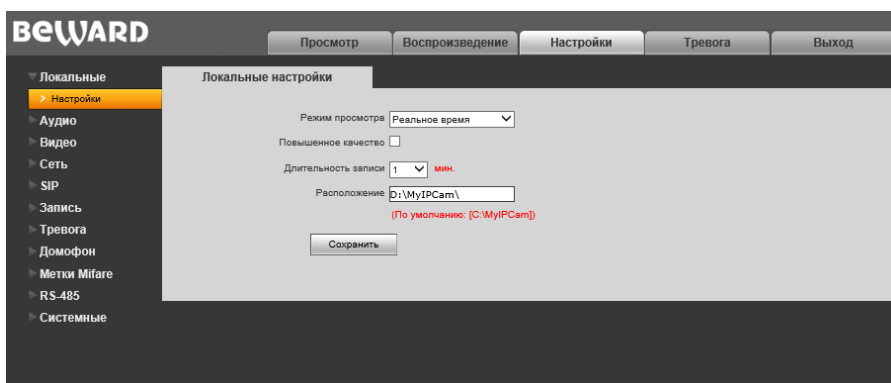 BEWARD
Просмотр Воспроизведение Настройки Тревога Выход
Локальные
> Настройки
Аудио
Видео
Сеть
SIP
Запись
Тревога
Домофон
Метки Mifare
RS-485
Системные
Локальные настройки
Режим просмотра Реальное время
Повышенное качество
Длительность записи 1 мин.
Расположение D:\MyIPCam\
(По умолчанию: [C:\MyIPCam])
Сохранить